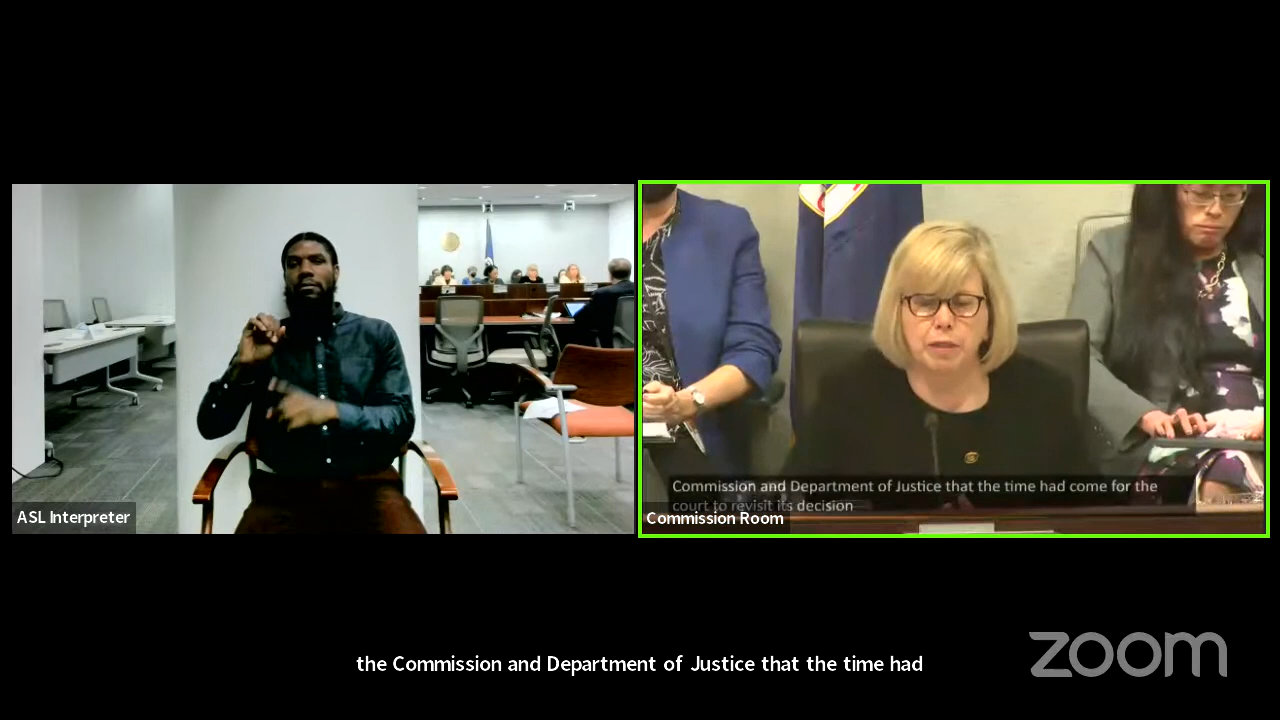 Commission and Department of Justice that the time had come for the
court to revisit its decision
ASL Interpreter
Commission Room
the Commission and Department of Justice that the time had
zoom